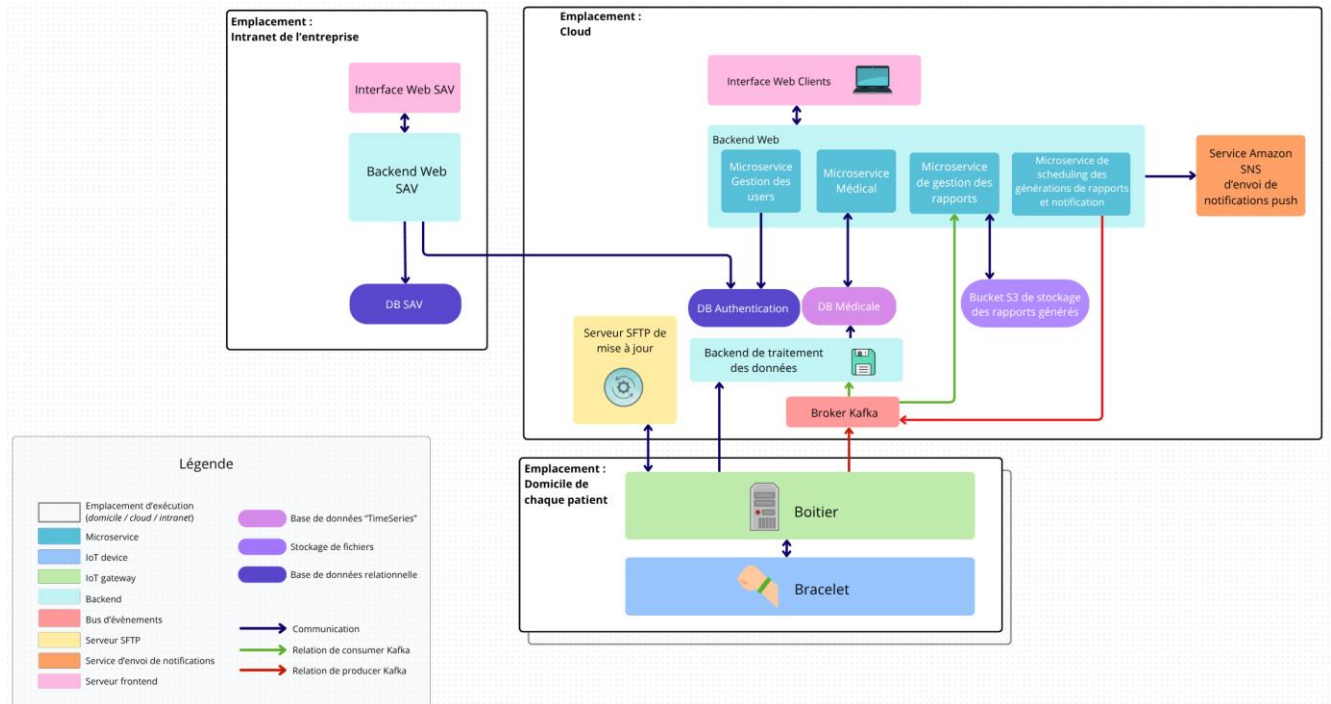 Emplacement :
Intranet de l'entreprise
Interface Web SAV
Backend Web
SAV
DB SAV
Emplacement :
Cloud
Interface Web Clients
Backend Web
Microservice
Gestion des
users
Microservice
Médical
Microservice
de gestion des
rapports
Microservice de
scheduling des
générations de rapports
et notification
Service Amazon
SNS
d'envoi de
notifications push
DB Authentication
DB Médicale
Bucket S3 de stockage
des rapports générés
Serveur SFTP de
mise à jour
Backend de traitement
des données
Broker Kafka
Emplacement :
Domicile de
chaque patient
Boitier
Bracelet
Légende
Emplacement d'exécution
(domicile / cloud / intranet)
Microservice
IoT device
IoT gateway
Backend
Bus d'évènements
Serveur SFTP
Service d'envoi de notifications
Serveur frontend
Base de données "TimeSeries"
Stockage de fichiers
Base de données relationnelle
Communication
Relation de consumer Kafka
Relation de producer Kafka